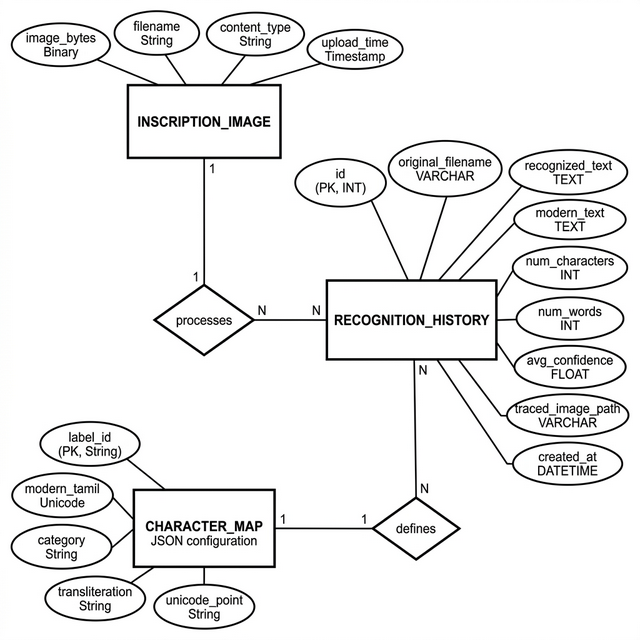 image_bytes
Binary
filename
String
content_type
String
upload_time
Timestamp
INSCRIPTION_IMAGE
1
1
processes
N
N
id
(PK, INT)
original_filename
VARCHAR
recognized_text
TEXT
modern_text
TEXT
num_characters
INT
num_words
INT
avg_confidence
FLOAT
traced_image_path
VARCHAR
created_at
DATETIME
RECOGNITION_HISTORY
N
N
defines
1
1
label_id
(PK, String)
modern_tamil
Unicode
category
String
transliteration
String
unicode_point
String
CHARACTER_MAP
JSON configuration